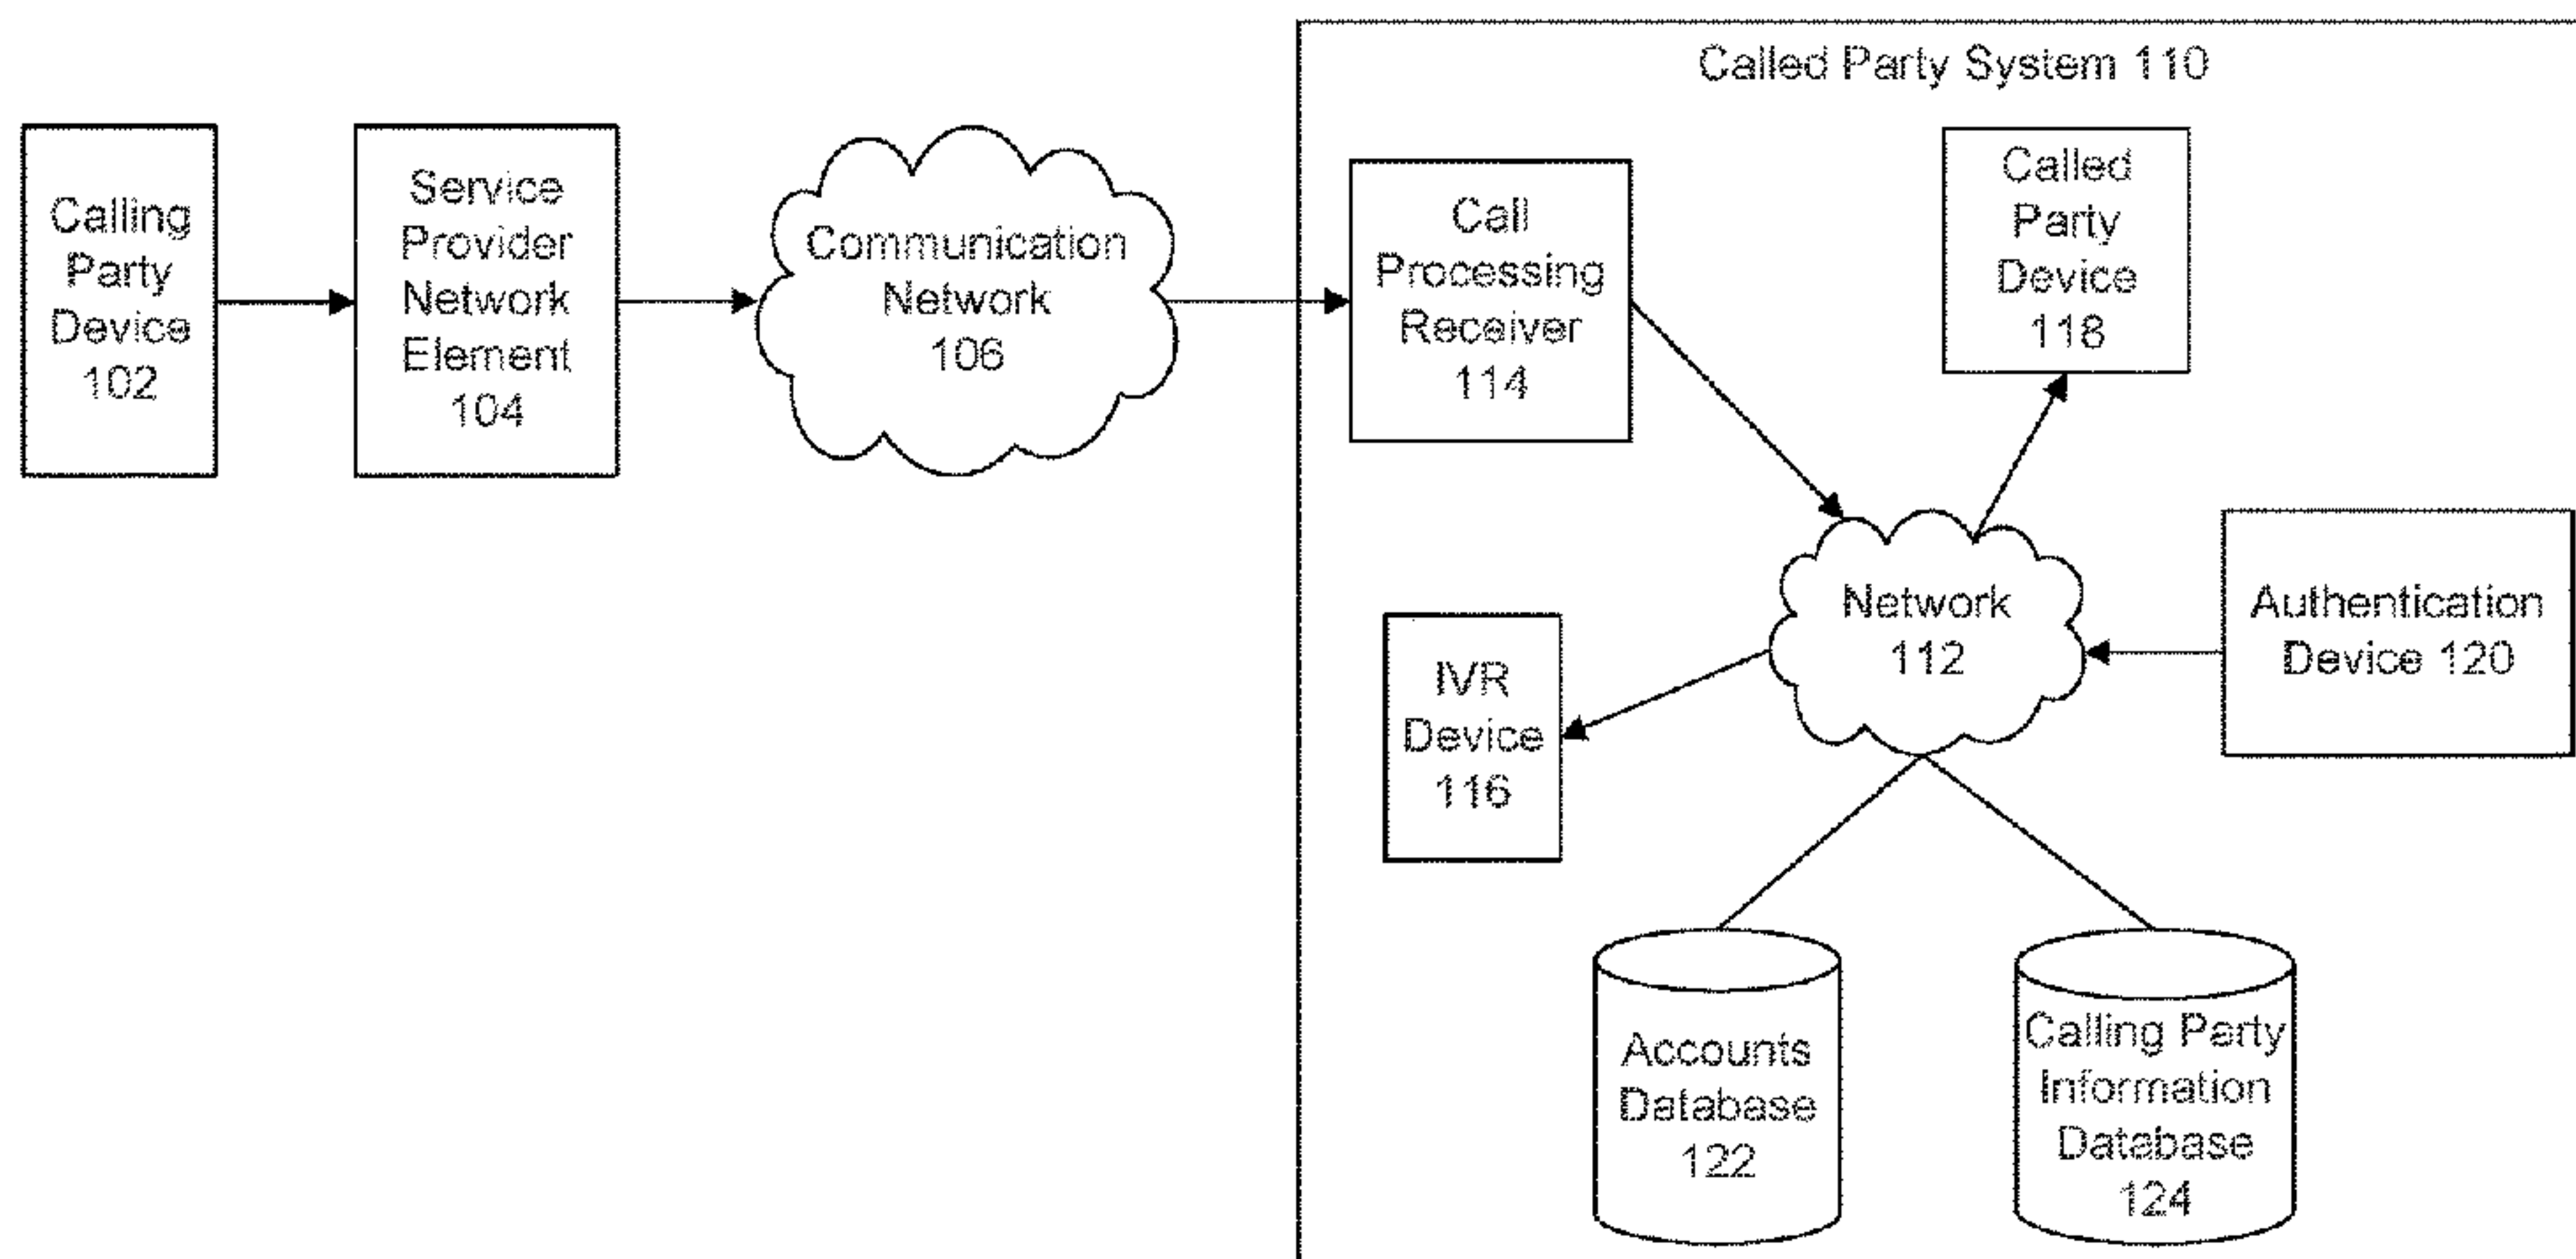 Called Party System 110
Calling
Party
Device
102
Service
Provider
Network
Element
104
Communication
Network
106
Call
Processing
Receiver
114
Called
Party
Device
118
Network
112
Authentication
Device 120
IVR
Device
116
Accounts
Database
122
Calling Party
Information
Database
124